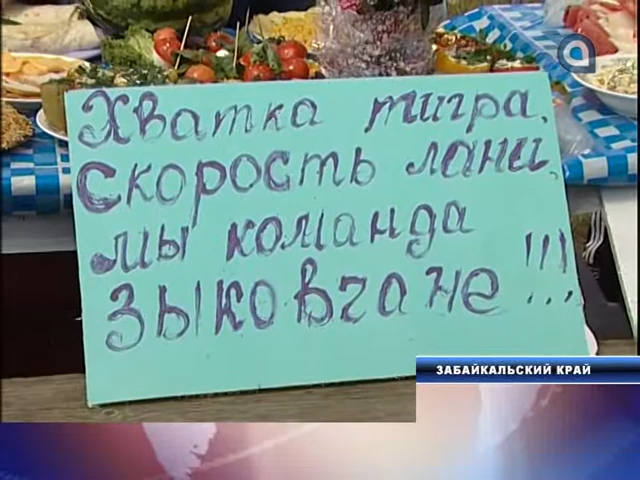 Хватка тигра,
скорость лани,
мы команда
Зыковчане !!!
ЗАБАЙКАЛЬСКИЙ КРАЙ